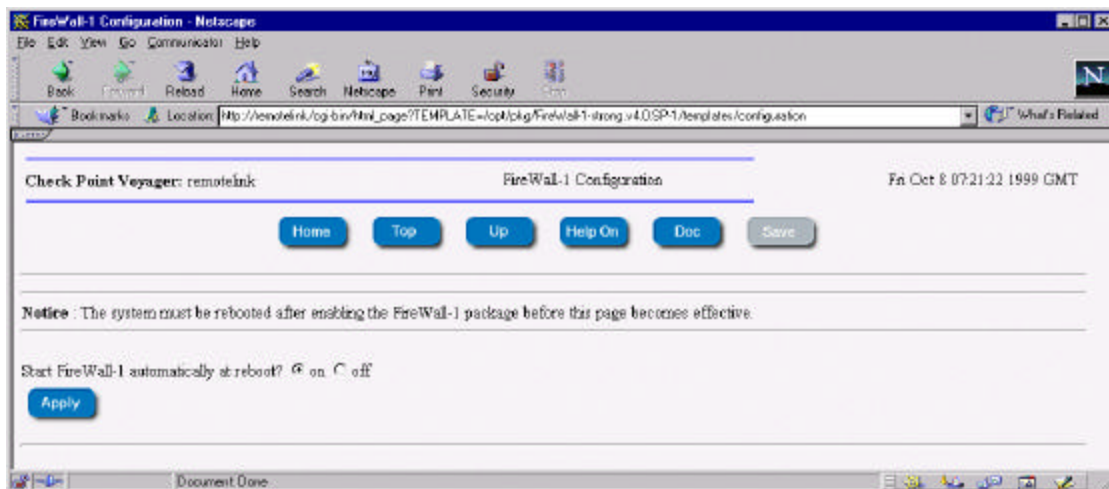 FireWall-1 Configuration - Netscape
File Edit View Go Communicator Help
Back Forward Reload Home Search Netscape Print Security Stop
N
Bookmarks Location: http://remotelink/cgi-bin/html_page?TEMPLATE=/opt/pkg/FireWall-1-strong.v4.0.SP-1/templates/configuration What's Related
Check Point Voyager: remotelink FireWall-1 Configuration Fri Oct 8 07:21:22 1999 GMT
Home Top Up Help On Doc Save
Notice : The system must be rebooted after enabling the FireWall-1 package before this page becomes effective.
Start FireWall-1 automatically at reboot? on off
Apply
Document Done